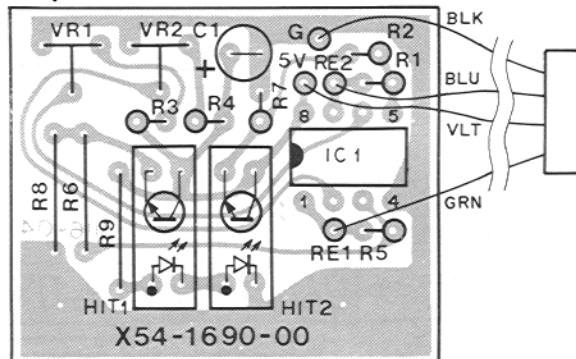 VR1 VR2 C1 G R2 BLK
+ 5V RE2 R1
BLU
R3 R4 R7
8 5 VLT
IC1
R8 R6 R9
1 4 GRN
RE1 R5
HIT1 HIT2
X54-1690-00